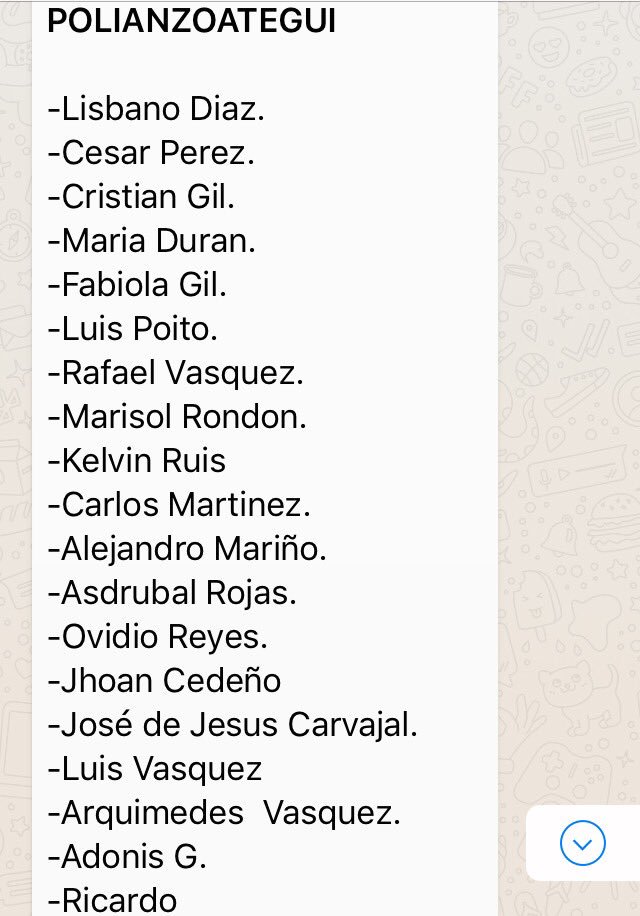 POLIANZOATEGUI
-Lisbano Diaz.
-Cesar Perez.
-Cristian Gil.
-Maria Duran.
-Fabiola Gil.
-Luis Poito.
-Rafael Vasquez.
-Marisol Rondon.
-Kelvin Ruis
-Carlos Martinez.
-Alejandro Mariño.
-Asdrubal Rojas.
-Ovidio Reyes.
-Jhoan Cedeño
-José de Jesus Carvajal.
-Luis Vasquez
-Arquimedes  Vasquez.
-Adonis G.
-Ricardo